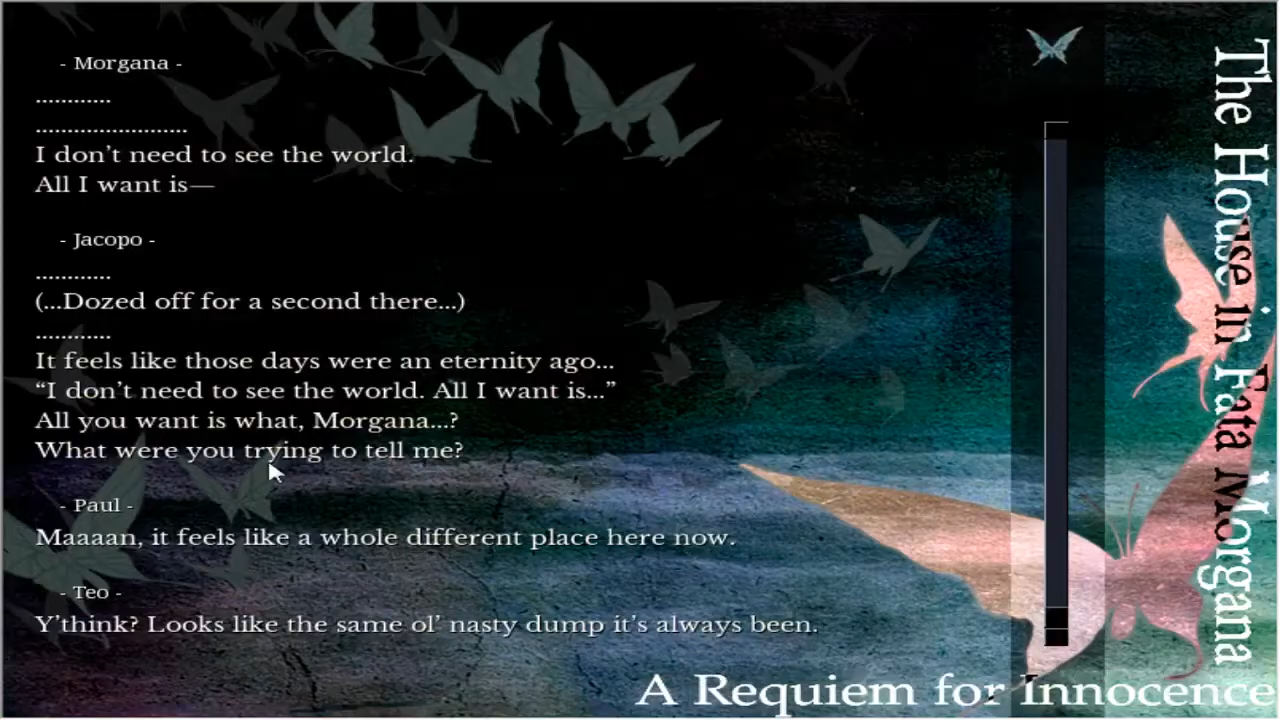 - Morgana -
............
........................
I don't need to see the world.
All I want is—
- Jacopo -
............
(...Dozed off for a second there...)
............
It feels like those days were an eternity ago...
“I don't need to see the world. All I want is...”
All you want is what, Morgana...?
What were you trying to tell me?
- Paul -
Maaaan, it feels like a whole different place here now.
- Teo -
Y'think? Looks like the same ol' nasty dump it's always been.
The House in Fata Morgana
A Requiem for Innocence